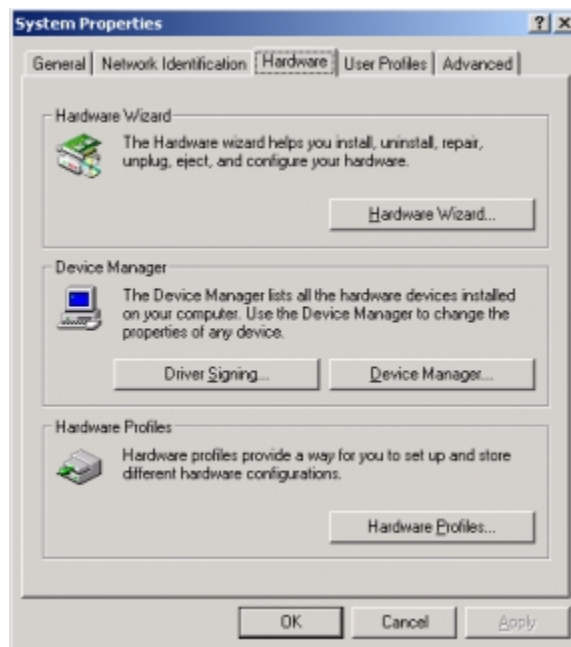 System Properties
General
Network Identification
Hardware
User Profiles
Advanced
Hardware Wizard
The Hardware wizard helps you install, uninstall, repair,
unplug, eject, and configure your hardware.
Hardware Wizard...
Device Manager
The Device Manager lists all the hardware devices installed
on your computer. Use the Device Manager to change the
properties of any device.
Driver Signing...
Device Manager...
Hardware Profiles
Hardware profiles provide a way for you to set up and store
different hardware configurations.
Hardware Profiles...
OK
Cancel
Apply